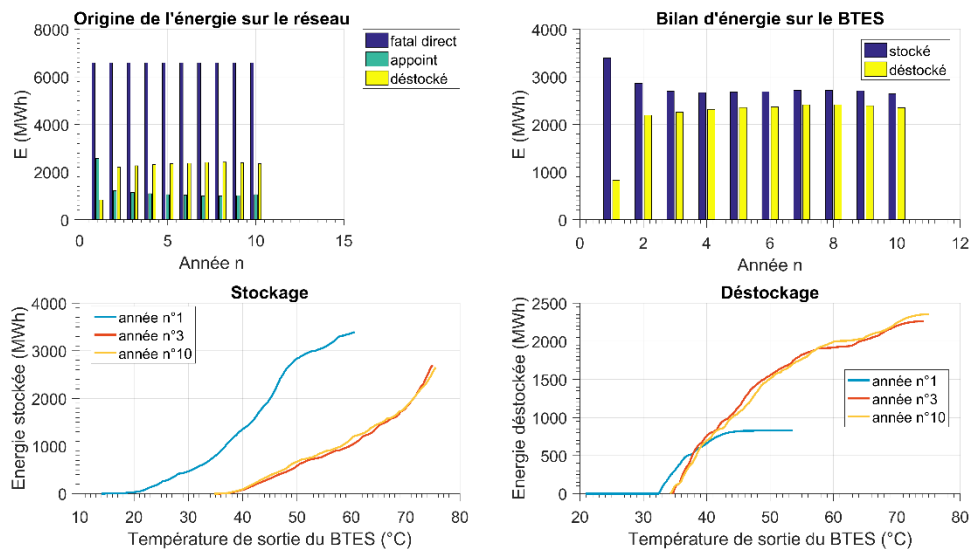 Origine de l'énergie sur le réseau
8000
6000
4000
2000
0
E (MWh)
0 5 10 15
Année n
fatal direct
appoint
déstocké
Bilan d'énergie sur le BTES
4000
3000
2000
1000
0
E (MWh)
0 2 4 6 8 10 12
Année n
stocké
déstocké
Stockage
4000
3000
2000
1000
0
Energie stockée (MWh)
10 20 30 40 50 60 70 80
Température de sortie du BTES (°C)
année n°1
année n°3
année n°10
Déstockage
2500
2000
1500
1000
500
0
Energie déstockée (MWh)
20 30 40 50 60 70 80
Température de sortie du BTES (°C)
année n°1
année n°3
année n°10